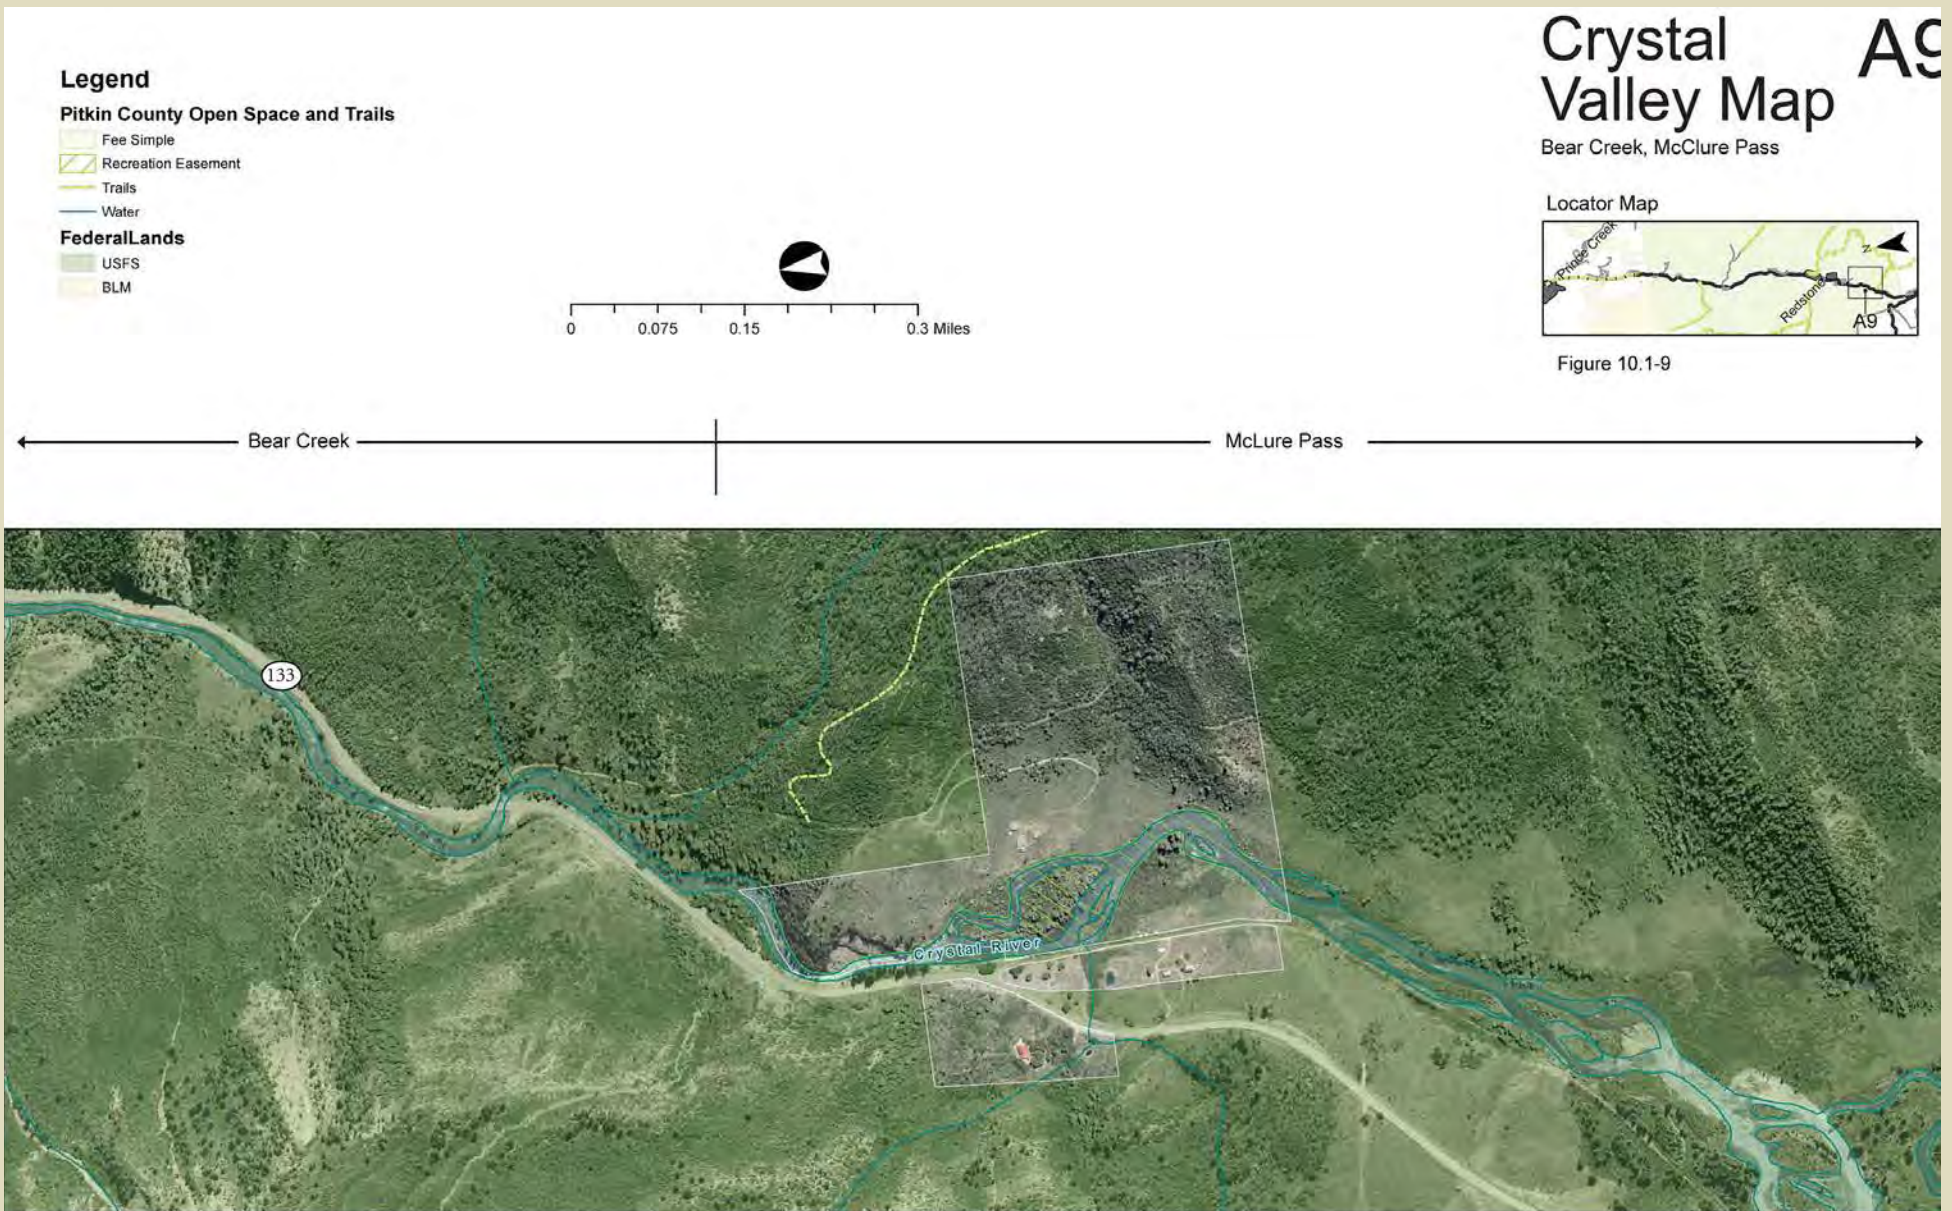 Crystal
Valley Map
A9
Bear Creek, McClure Pass
Legend
Pitkin County Open Space and Trails
Fee Simple
Recreation Easement
Trails
Water
FederalLands
USFS
BLM
0 0.075 0.15 0.3 Miles
Locator Map
Prince Creek
Redstone
N
A9
Figure 10.1-9
Bear Creek
McLure Pass
133
Crystal River